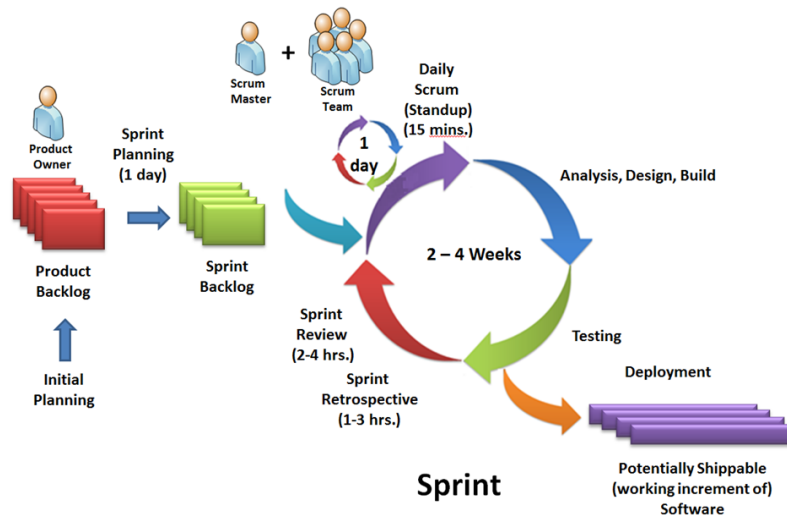 Scrum
Master
+
Scrum
Team
Daily
Scrum
(Standup)
(15 mins.)
Product
Owner
Sprint
Planning
(1 day)
1
day
Analysis, Design, Build
2 – 4 Weeks
Product
Backlog
Sprint
Backlog
Sprint
Review
(2-4 hrs.)
Testing
Initial
Planning
Sprint
Retrospective
(1-3 hrs.)
Deployment
Sprint
Potentially Shippable
(working increment of)
Software